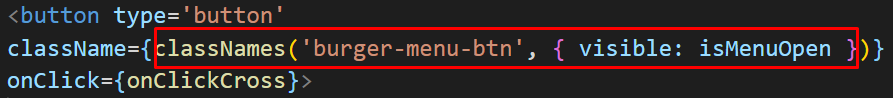 <button type='button'
className={classNames('burger-menu-btn', { visible: isMenuOpen })}
onClick={onClickCross}>